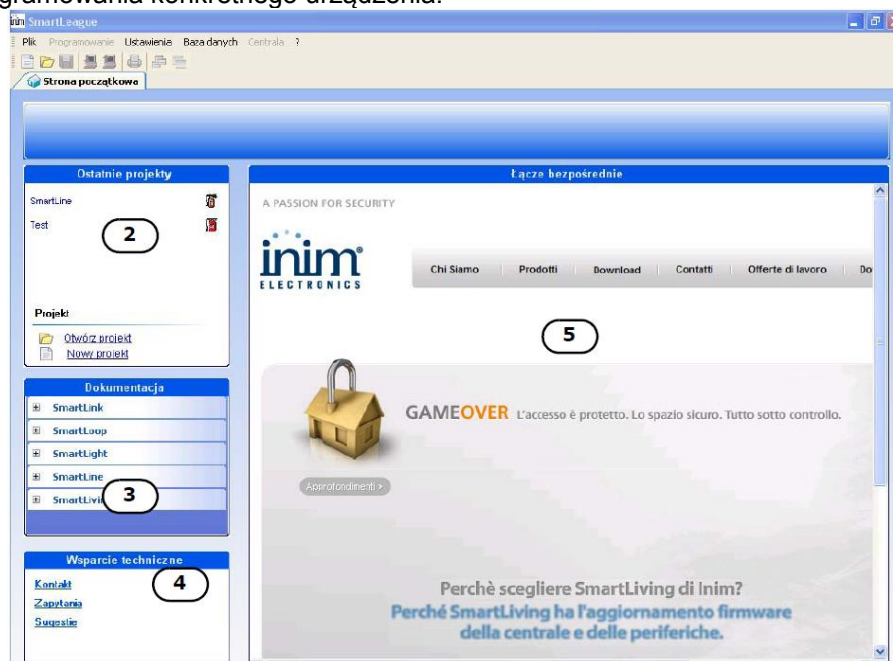 gramowania konkretnego urządzenia.
inim SmartLeague
Plik Programowanie Ustawienia Baza danych Centrala ?
Strona początkowa
Ostatnie projekty
SmartLine
Test
2
Projekt
Otwórz projekt
Nowy projekt
Dokumentacja
SmartLink
SmartLoop
SmartLight
SmartLine
3
Wsparcie techniczne
Kontakt
4
Zapytania
Sugestie
Łącze bezpośrednie
A PASSION FOR SECURITY
inim
ELECTRONICS
Chi Siamo Prodotti Download Contatti Offerte di lavoro Do
5
GAMEOVER L'accesso è protetto. Lo spazio sicuro. Tutto sotto controllo.
Approfondimenti >
Perchè scegliere SmartLiving di Inim?
Perché SmartLiving ha l'aggiornamento firmware
della centrale e delle periferiche.